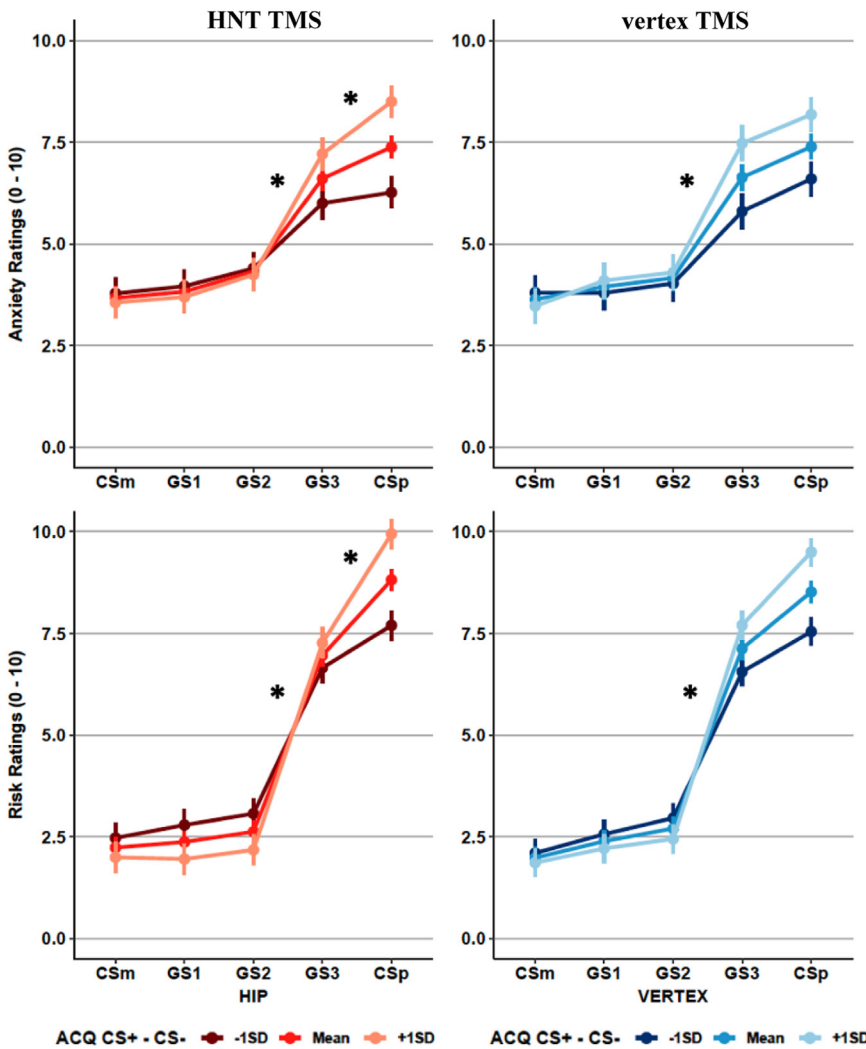 HNT TMS
vertex TMS
Anxiety Ratings (0 - 10)
10.0
7.5
5.0
2.5
0.0
*
*
CSm GS1 GS2 GS3 CSp
10.0
7.5
5.0
2.5
0.0
*
CSm GS1 GS2 GS3 CSp
Risk Ratings (0 - 10)
10.0
7.5
5.0
2.5
0.0
*
*
CSm GS1 GS2 GS3 CSp
HIP
10.0
7.5
5.0
2.5
0.0
*
CSm GS1 GS2 GS3 CSp
VERTEX
ACQ CS+ - CS- -1SD Mean +1SD
ACQ CS+ - CS- -1SD Mean +1SD